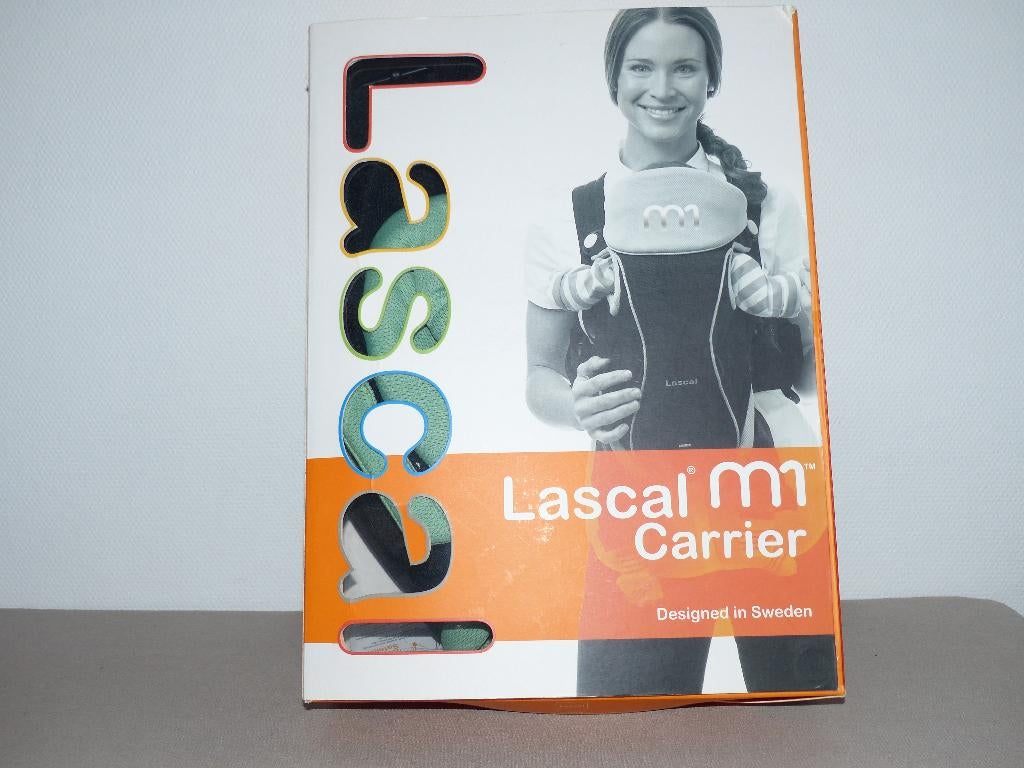 Lascal
m1
Lascal
Lascal® m1™
Carrier
Designed in Sweden